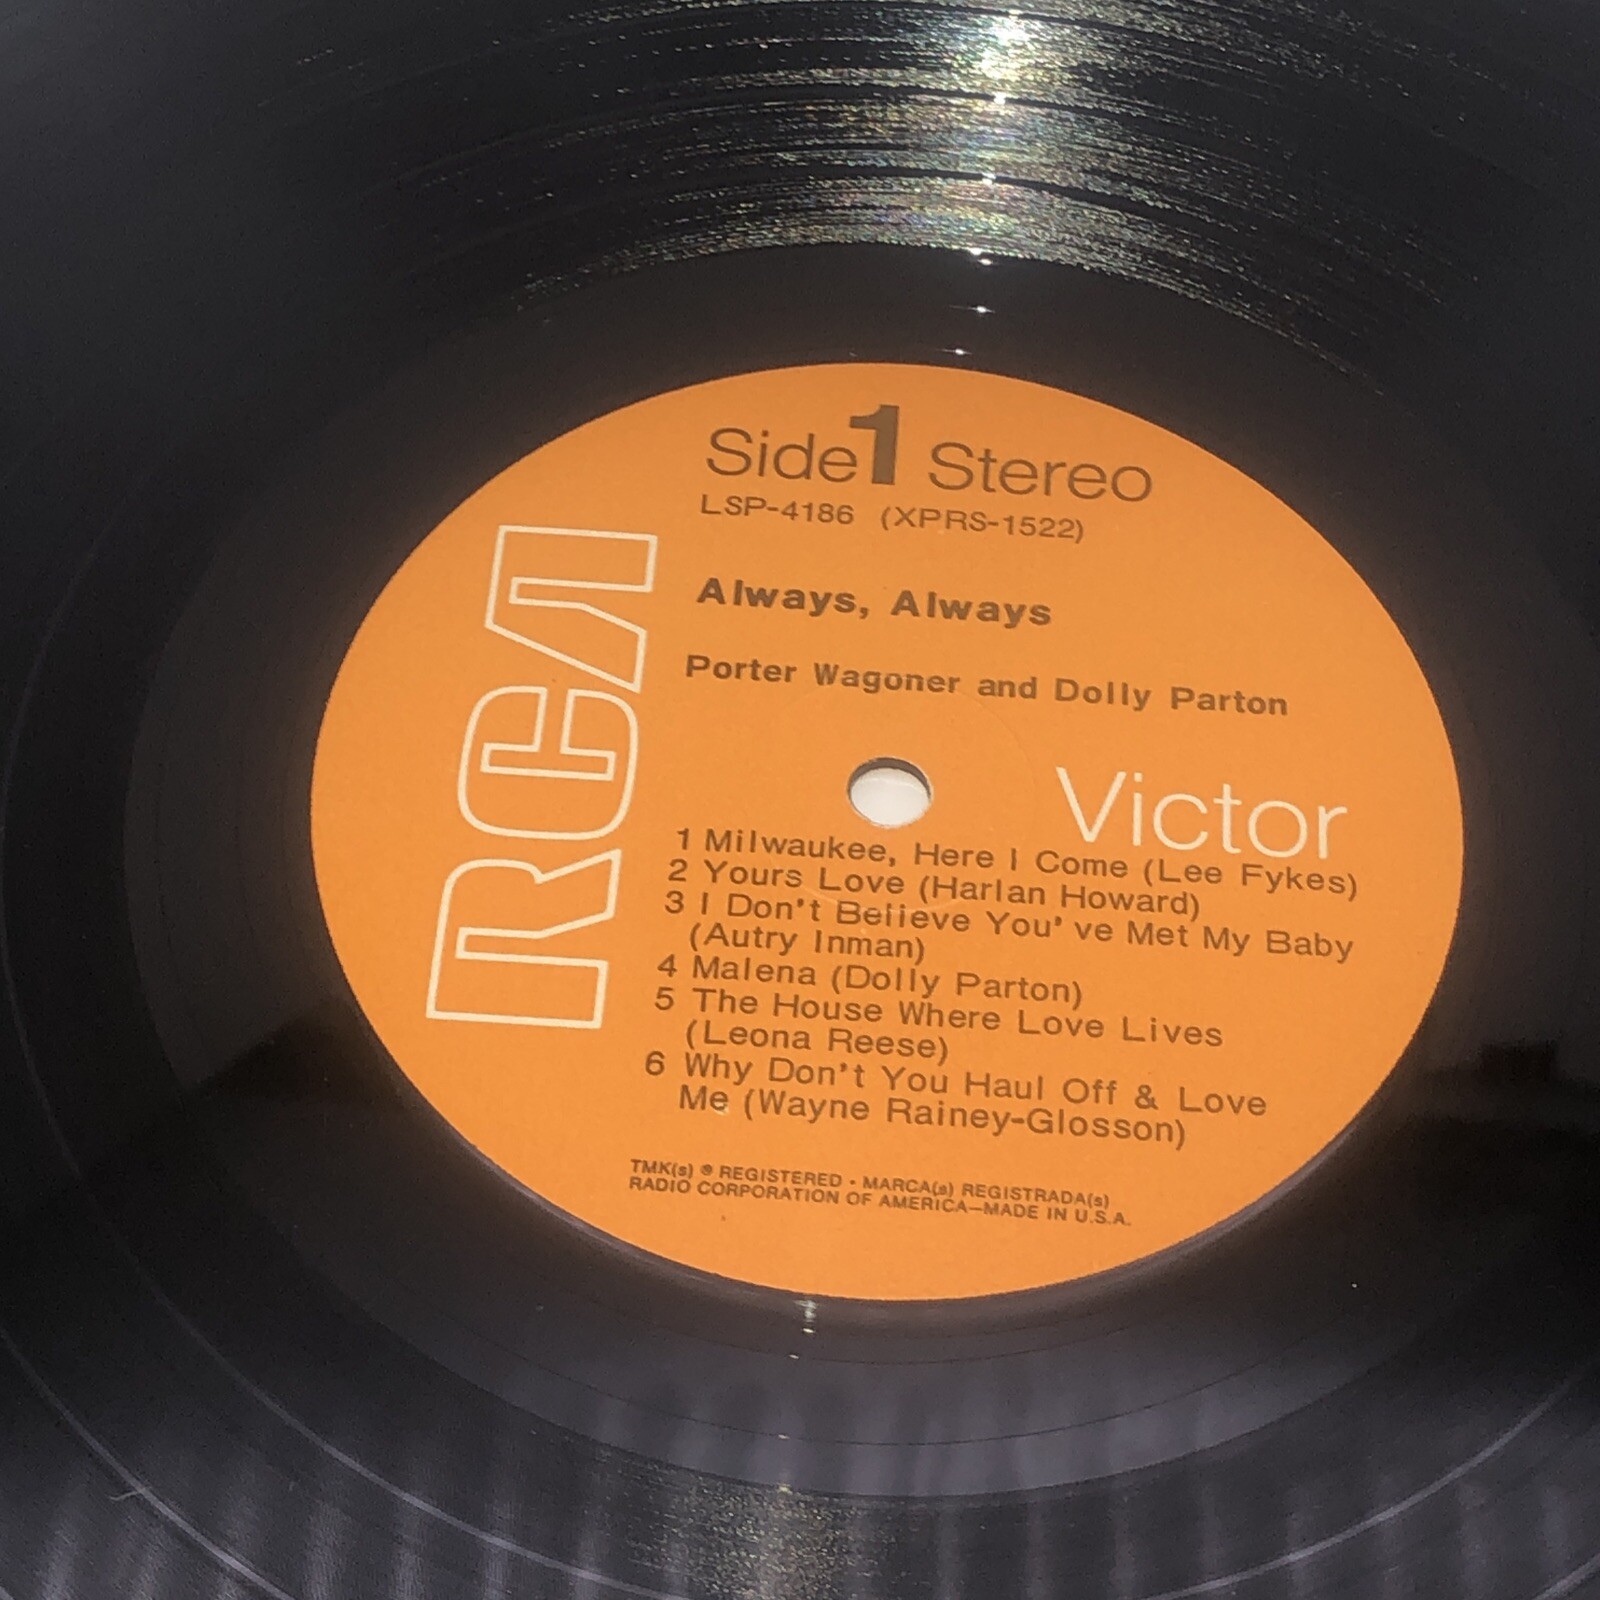 Side 1 Stereo
LSP-4186 (XPRS-1522)
RCA
Always, Always
Porter Wagoner and Dolly Parton
Victor
1 Milwaukee, Here I Come (Lee Fykes)
2 Yours Love (Harlan Howard)
3 I Don't Believe You' ve Met My Baby
(Autry Inman)
4 Malena (Dolly Parton)
5 The House Where Love Lives
(Leona Reese)
6 Why Don't You Haul Off & Love
Me (Wayne Rainey-Glosson)
TMK(s) ® REGISTERED • MARCA(s) REGISTRADA(s)
RADIO CORPORATION OF AMERICA—MADE IN U.S.A.